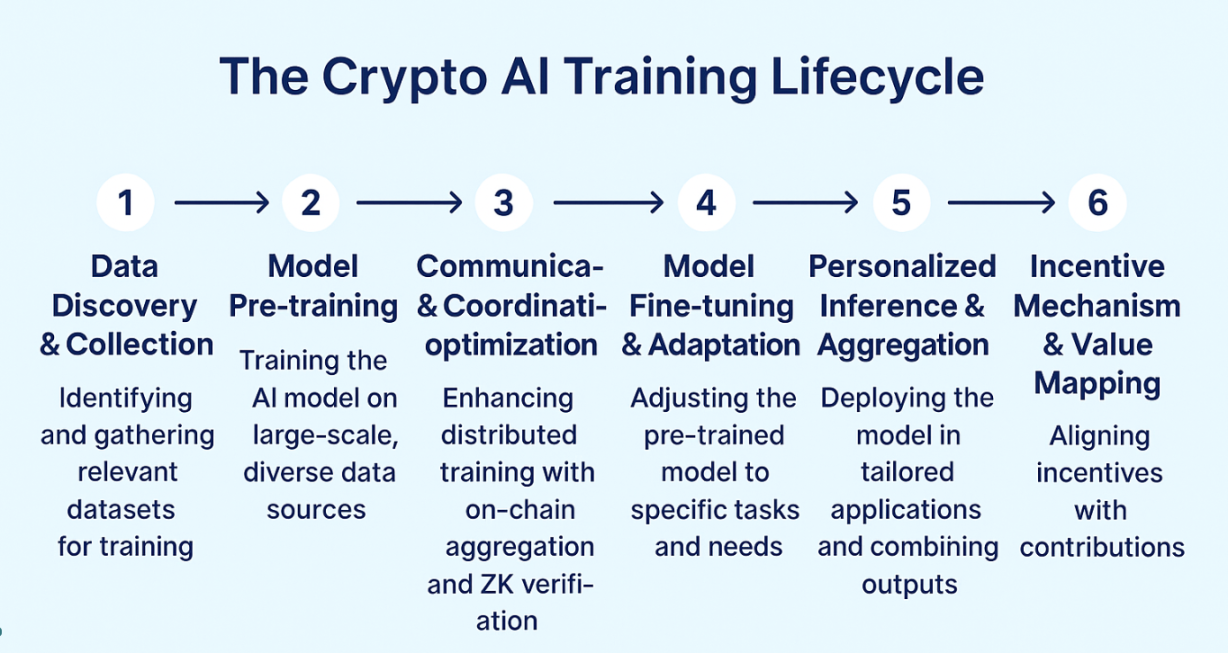 The Crypto AI Training Lifecycle
1
Data
Discovery
& Collection
Identifying
and gathering
relevant
datasets
for training
2
Model
Pre-training
Training the
AI model on
large-scale,
diverse data
sources
3
Communica-
& Coordinati-
optimization
Enhancing
distributed
training with
on-chain
aggregation
and ZK verifi-
ation
4
Model
Fine-tuning
& Adaptation
Adjusting the
pre-trained
model to
specific tasks
and needs
5
Personalized
Inference &
Aggregation
Deploying the
model in
tailored
applications
and combining
outputs
6
Incentive
Mechanism
& Value
Mapping
Aligning
incentives
with
contributions